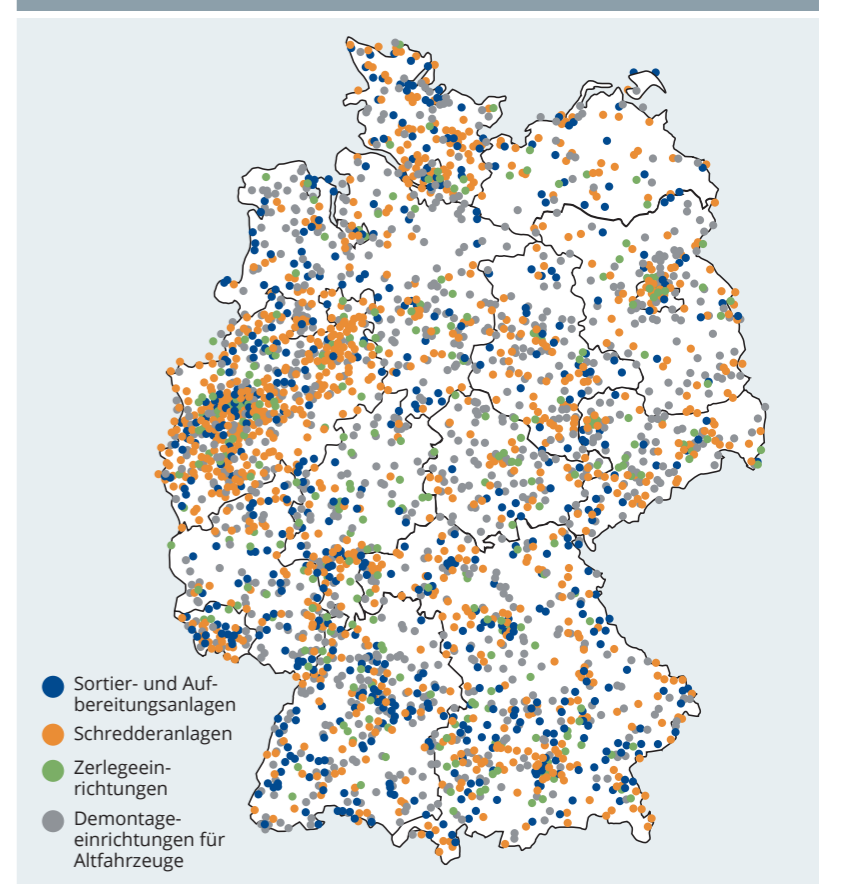 Sortier- und Auf-
bereitungsanlagen
Schredderanlagen
Zerlegeein-
richtungen
Demontage-
einrichtungen für
Altfahrzeuge